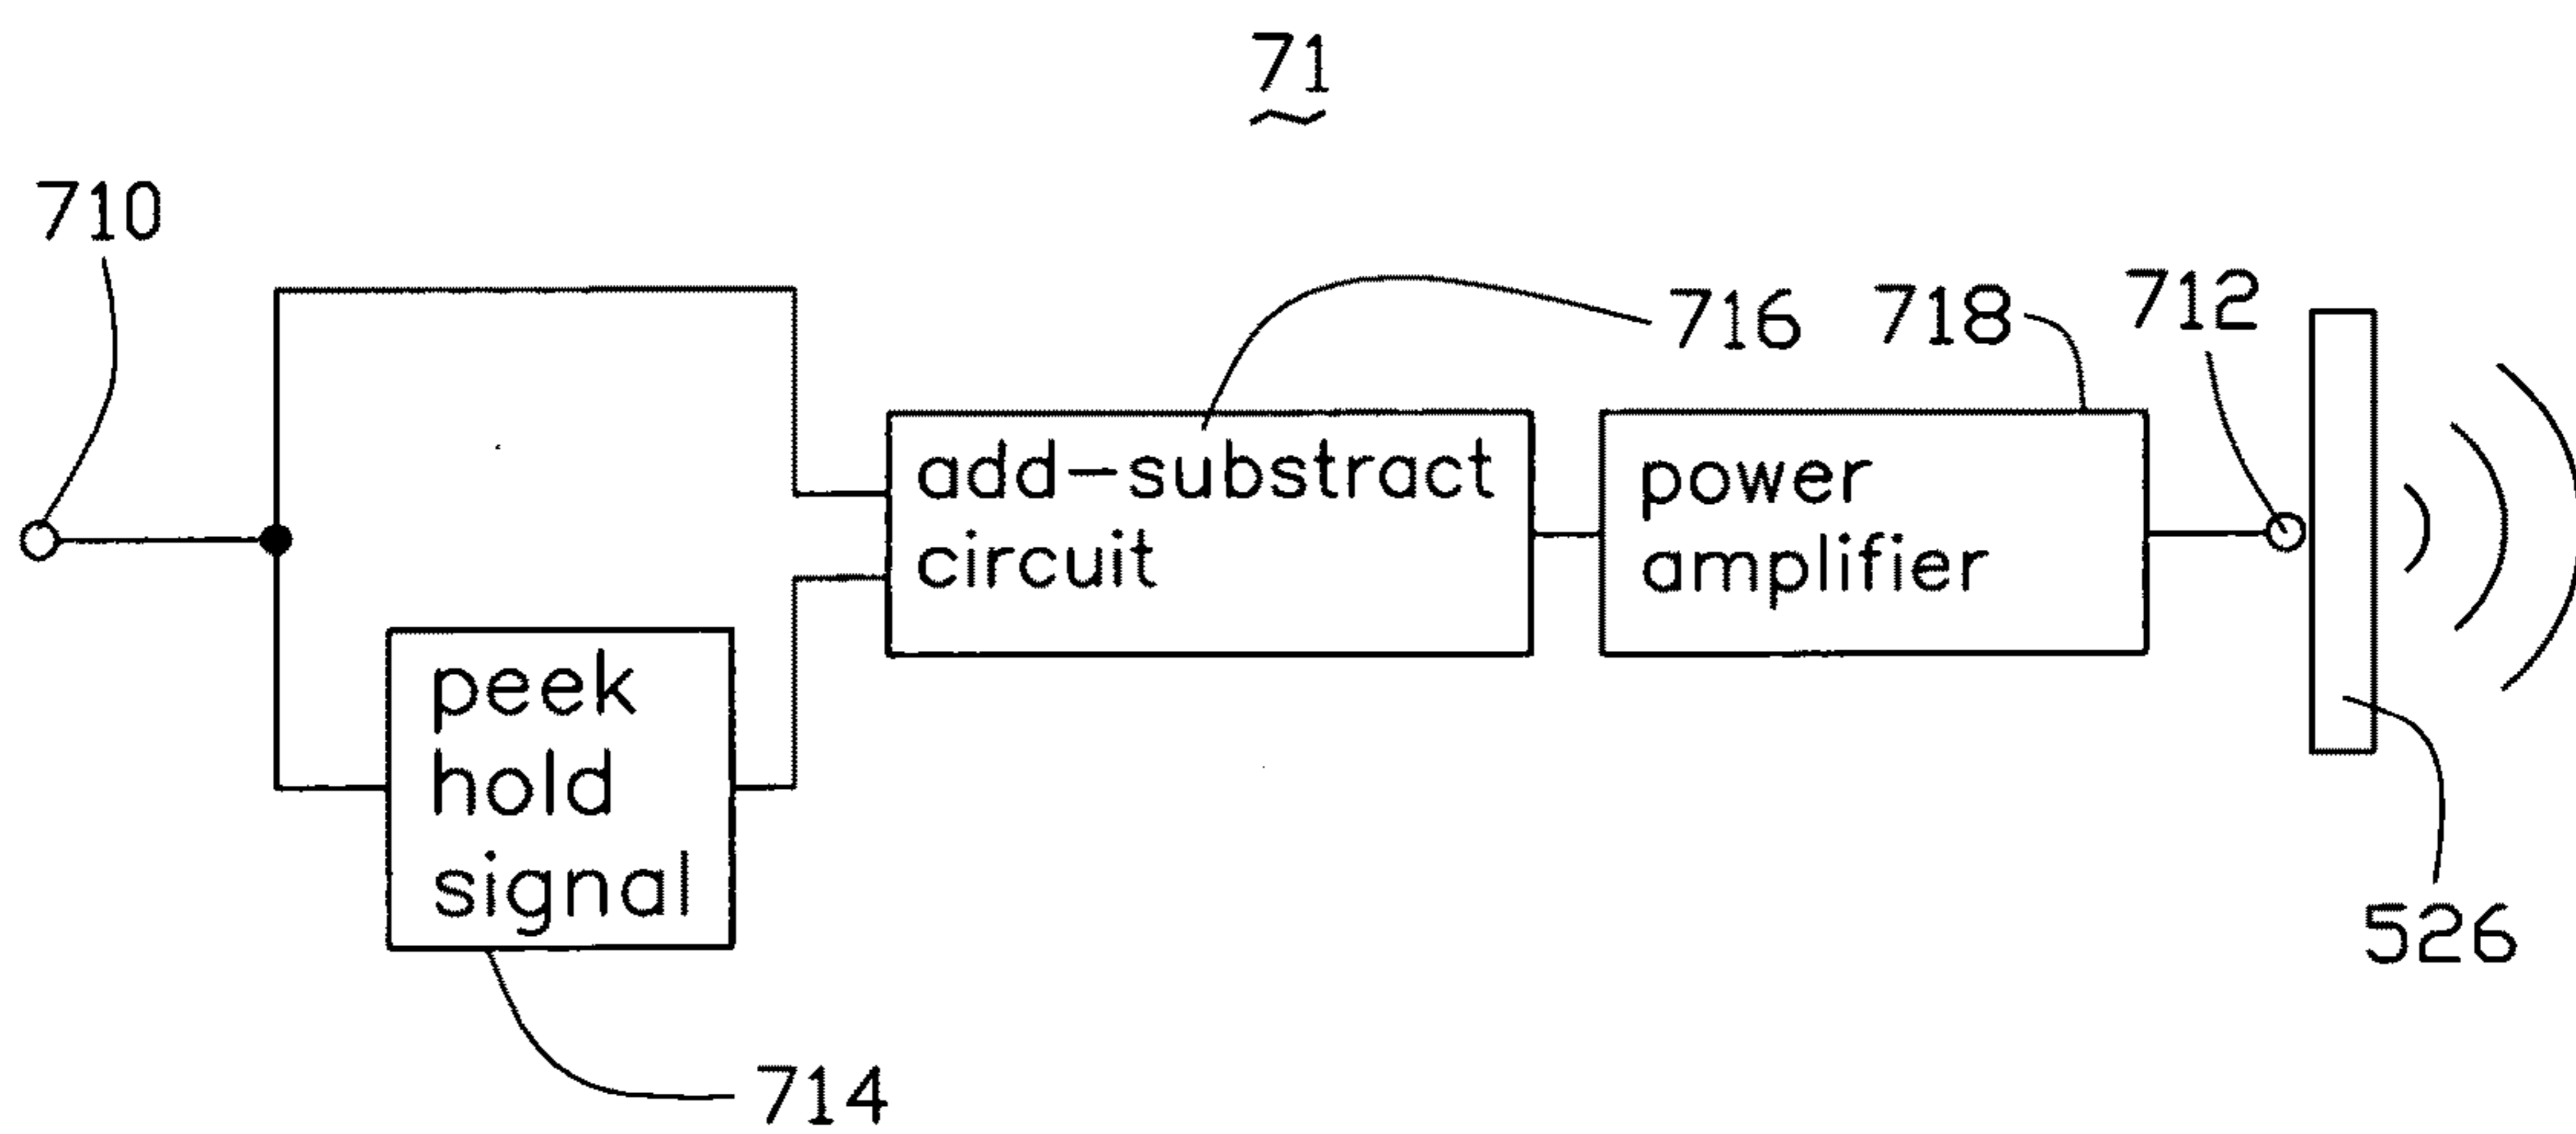 71
710
716
718
712
add-substract
circuit
power
amplifier
peek
hold
signal
526
714